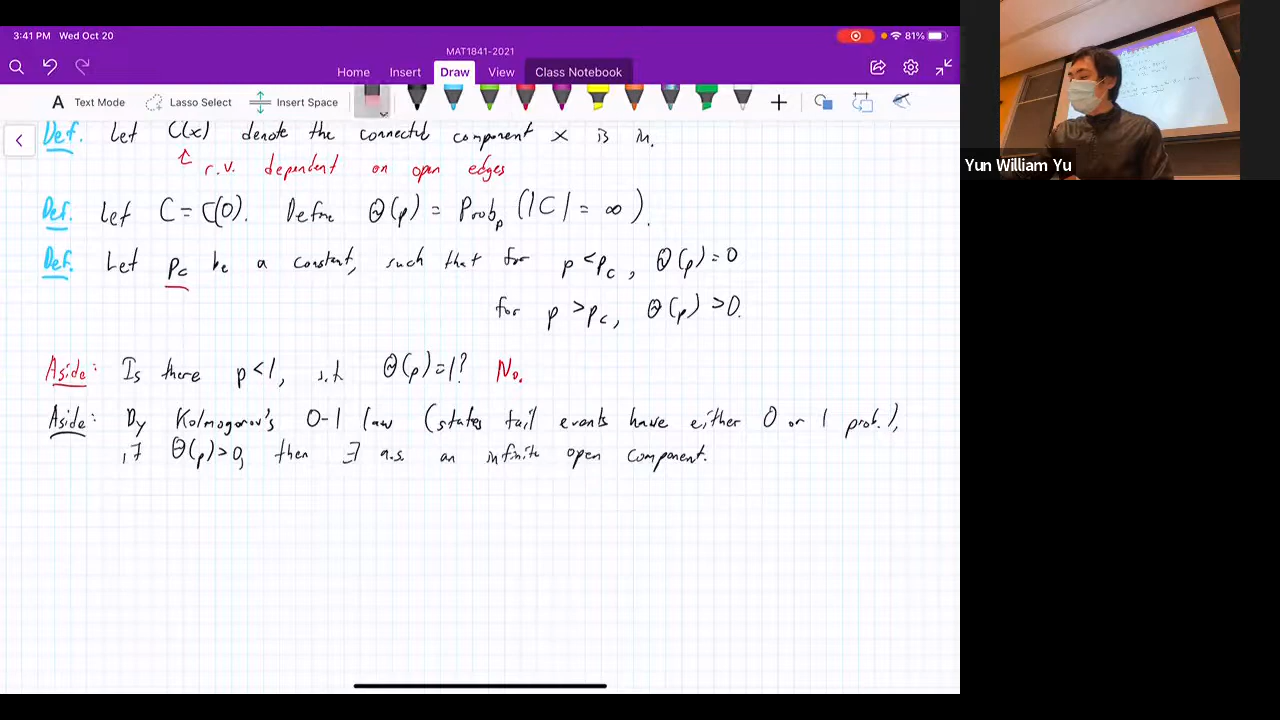 3:41 PM Wed Oct 20
81%
MAT1841-2021
Home Insert Draw View Class Notebook
A Text Mode Lasso Select Insert Space
Def. Let C(x) denote the connected component x is in.
r.v. dependent on open edges
Def. Let C = C(0). Define Θ(p) = Prob_p (|C| = ∞).
Def. Let p_c be a constant, such that for p < p_c, Θ(p) = 0
for p > p_c, Θ(p) > 0.
Aside: Is there p < 1, s.t. Θ(p) = 1? No.
Aside: By Kolmogorov's 0-1 law (states tail events have either 0 or 1 prob.),
if Θ(p) > 0, then ∃ a.s. an infinite open component.
Yun William Yu